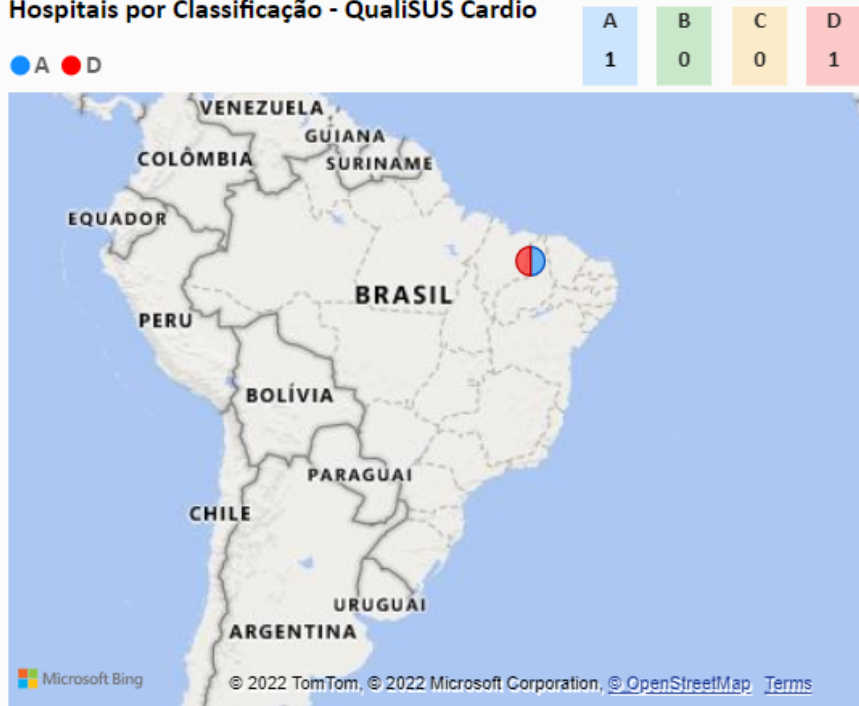 Hospitais por Classificação - QualiSUS Cardio
A B C D
1 0 0 1
A D
VENEZUELA
GUIANA
COLÔMBIA
SURINAME
EQUADOR
BRASIL
PERU
BOLÍVIA
PARAGUAI
CHILE
URUGUAI
ARGENTINA
Microsoft Bing
© 2022 TomTom, © 2022 Microsoft Corporation, © OpenStreetMap Terms